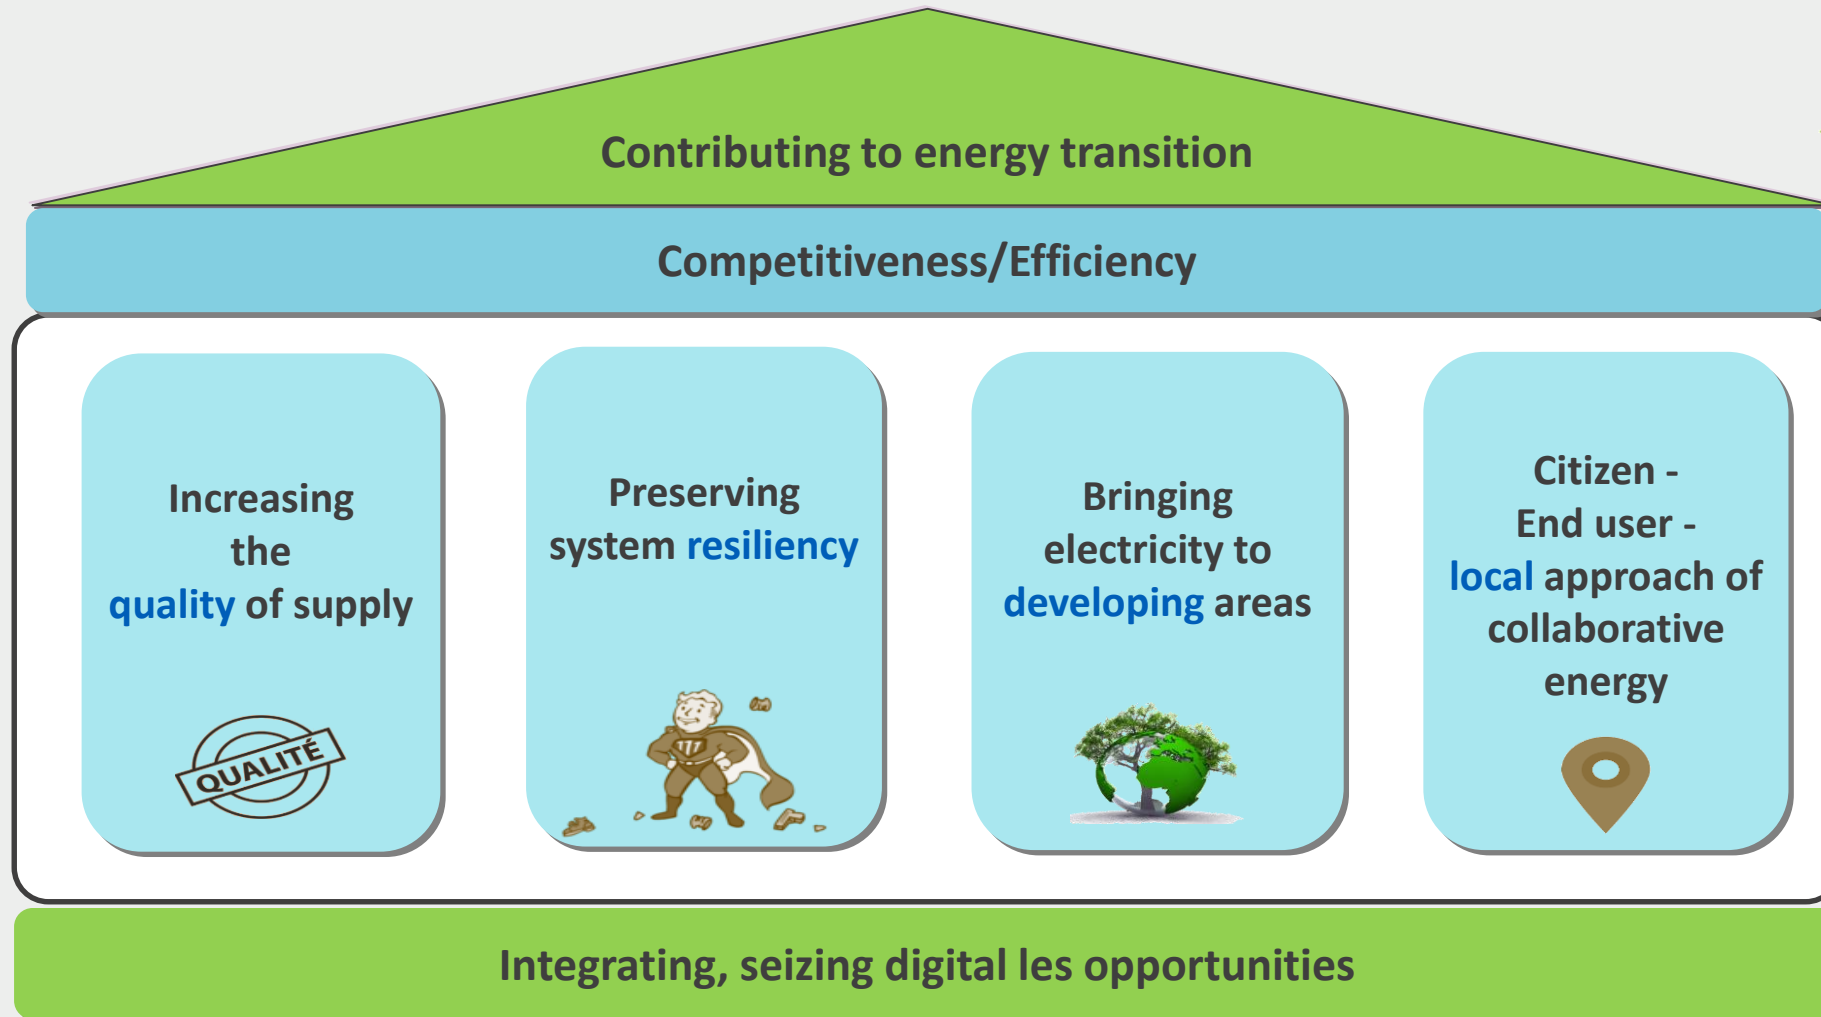 Contributing to energy transition
Competitiveness/Efficiency
Increasing
the
quality of supply
QUALITÉ
Preserving
system resiliency
Bringing
electricity to
developing areas
Citizen -
End user -
local approach of
collaborative
energy
Integrating, seizing digital les opportunities